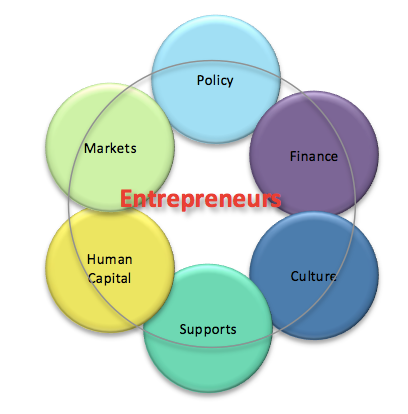 Policy
Markets
Finance
Entrepreneurs
Human
Capital
Culture
Supports